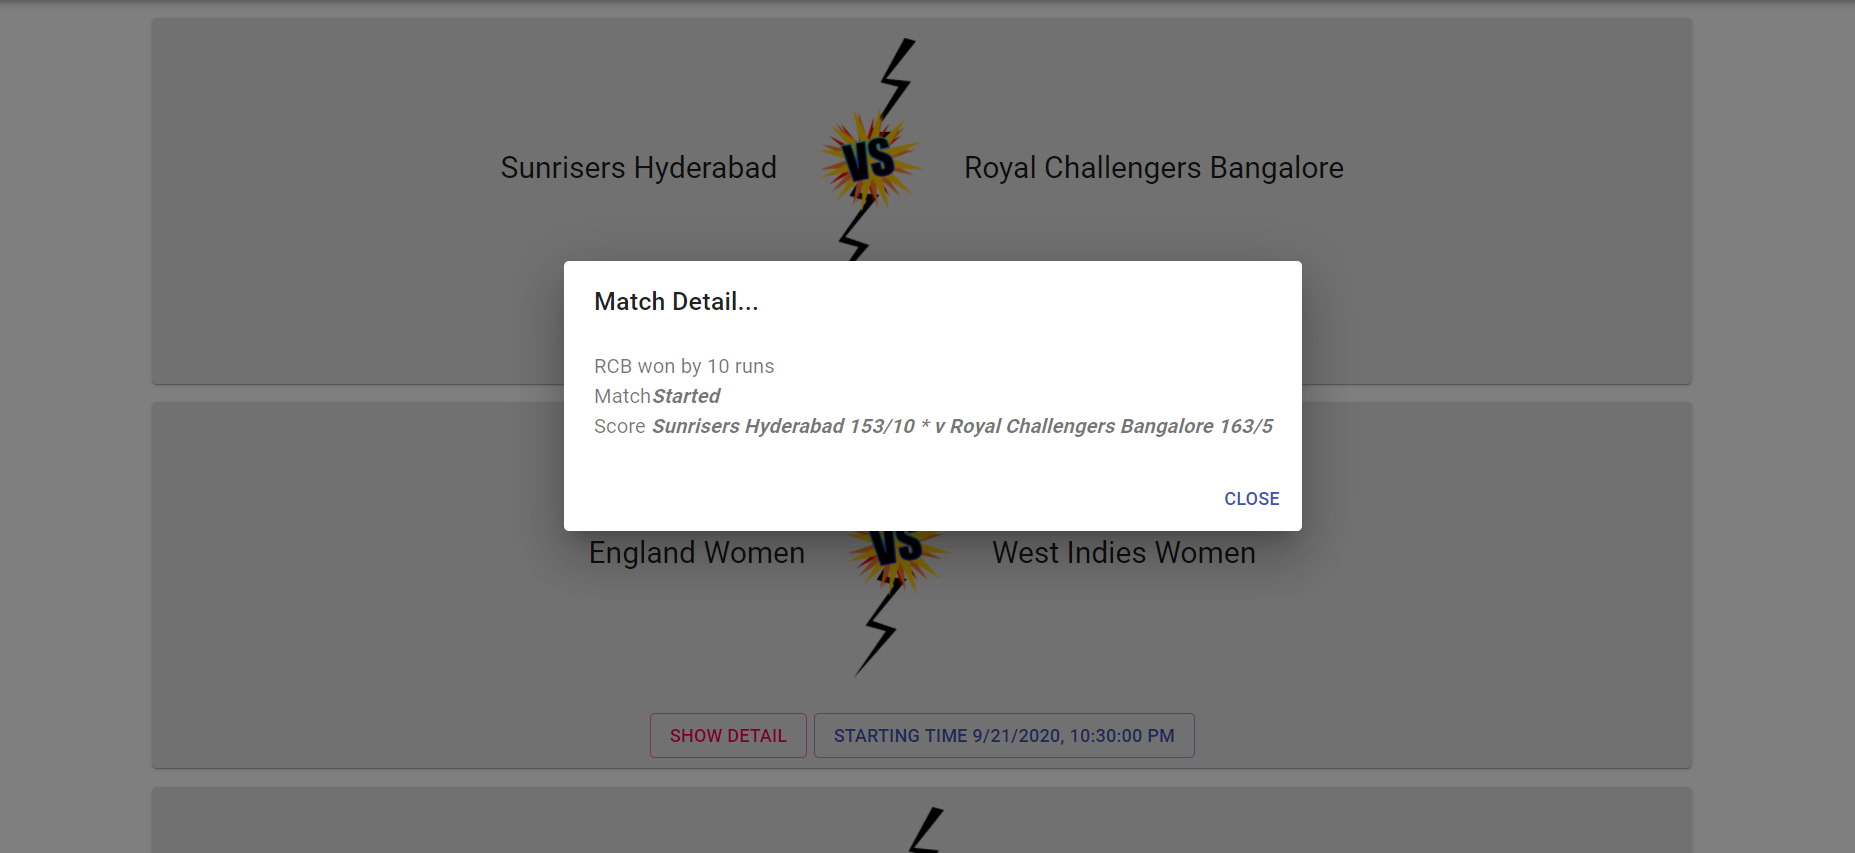 Sunrisers Hyderabad VS Royal Challengers Bangalore
Match Detail...
RCB won by 10 runs
MatchStarted
Score Sunrisers Hyderabad 153/10 * v Royal Challengers Bangalore 163/5
CLOSE
England Women VS West Indies Women
SHOW DETAIL STARTING TIME 9/21/2020, 10:30:00 PM